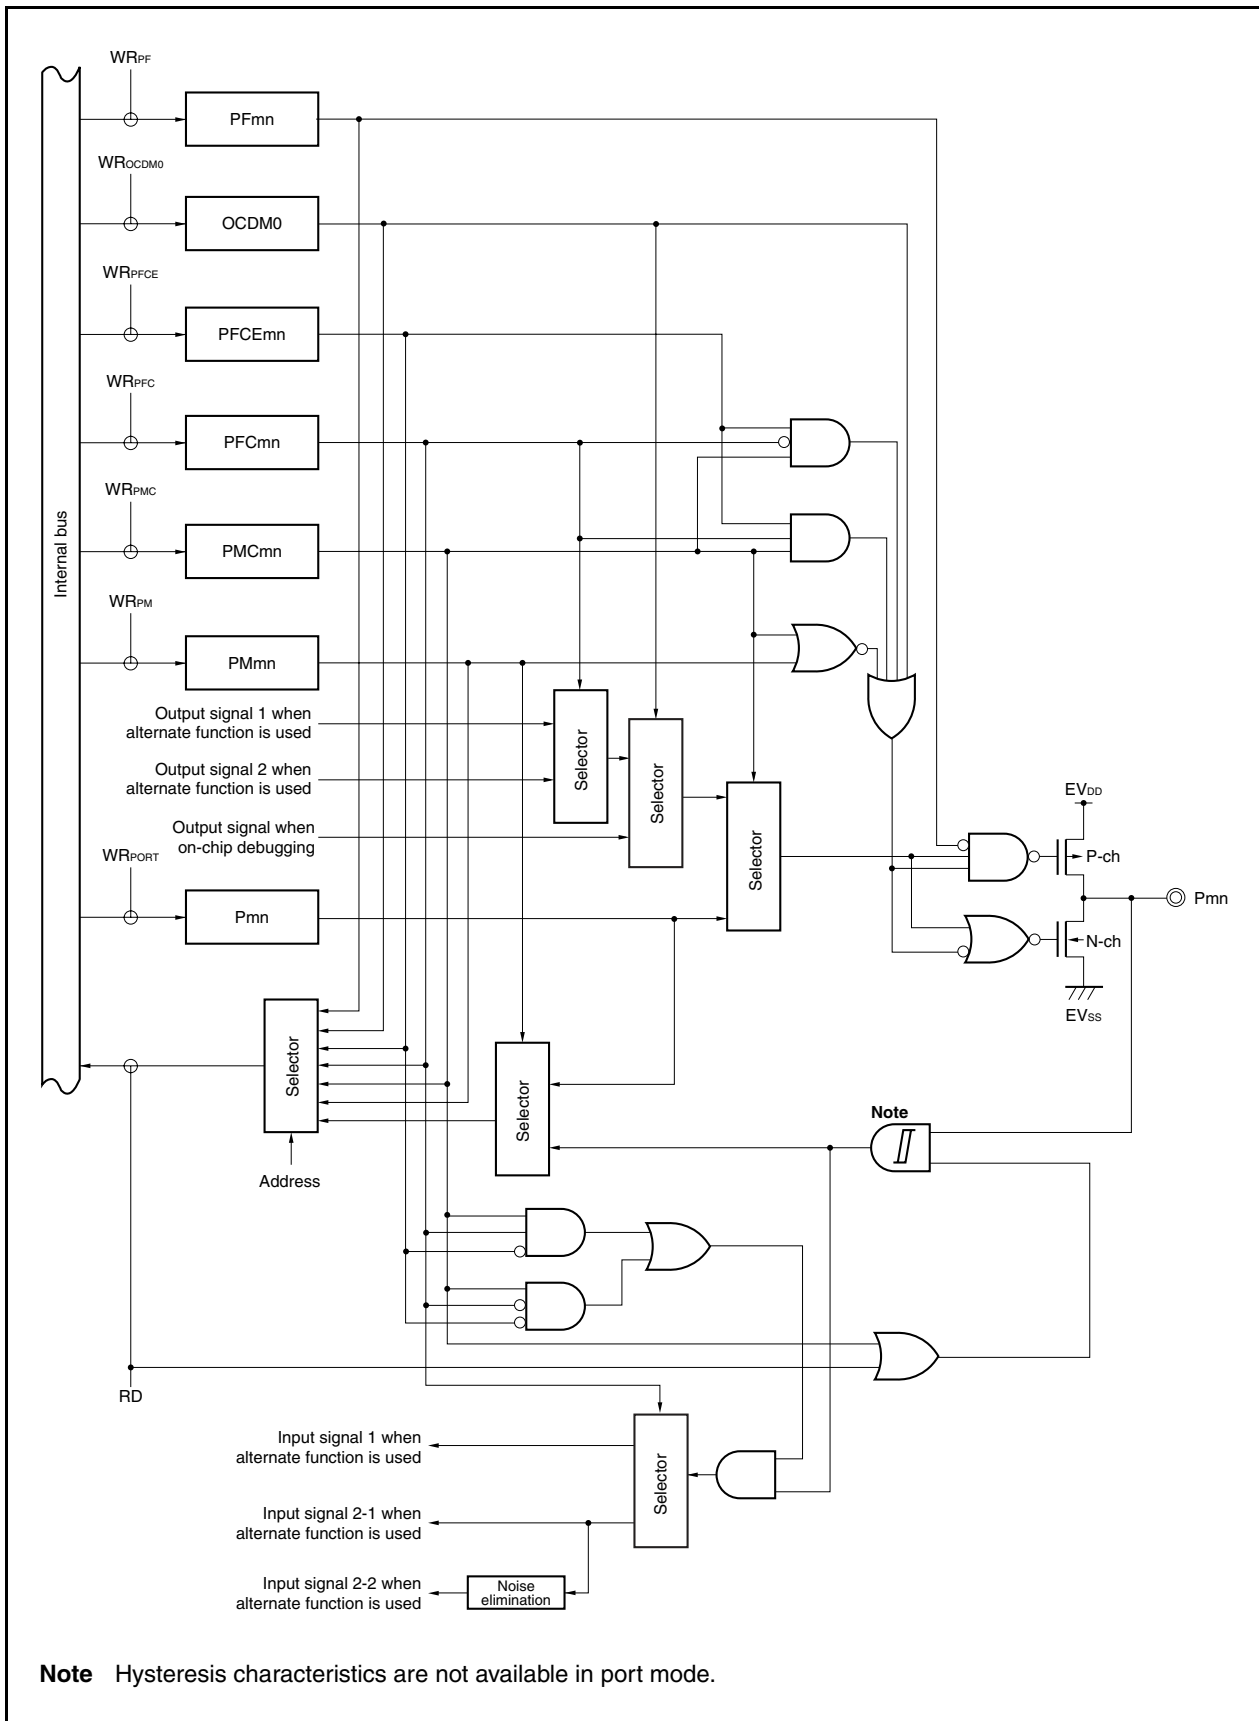 WRPF
PFmn
WROCDM0
OCDM0
WRPFCE
PFCEmn
WRPFC
PFCmn
WRPMC
PMCmn
Internal bus
WRPM
PMmn
Output signal 1 when
alternate function is used
Output signal 2 when
alternate function is used
Output signal when
on-chip debugging
Selector
Selector
Selector
WRPORT
Pmn
EVDD
P-ch
Pmn
N-ch
EVSS
Selector
Selector
Address
Note
RD
Input signal 1 when
alternate function is used
Selector
Input signal 2-1 when
alternate function is used
Input signal 2-2 when
alternate function is used
Noise
elimination
Note Hysteresis characteristics are not available in port mode.